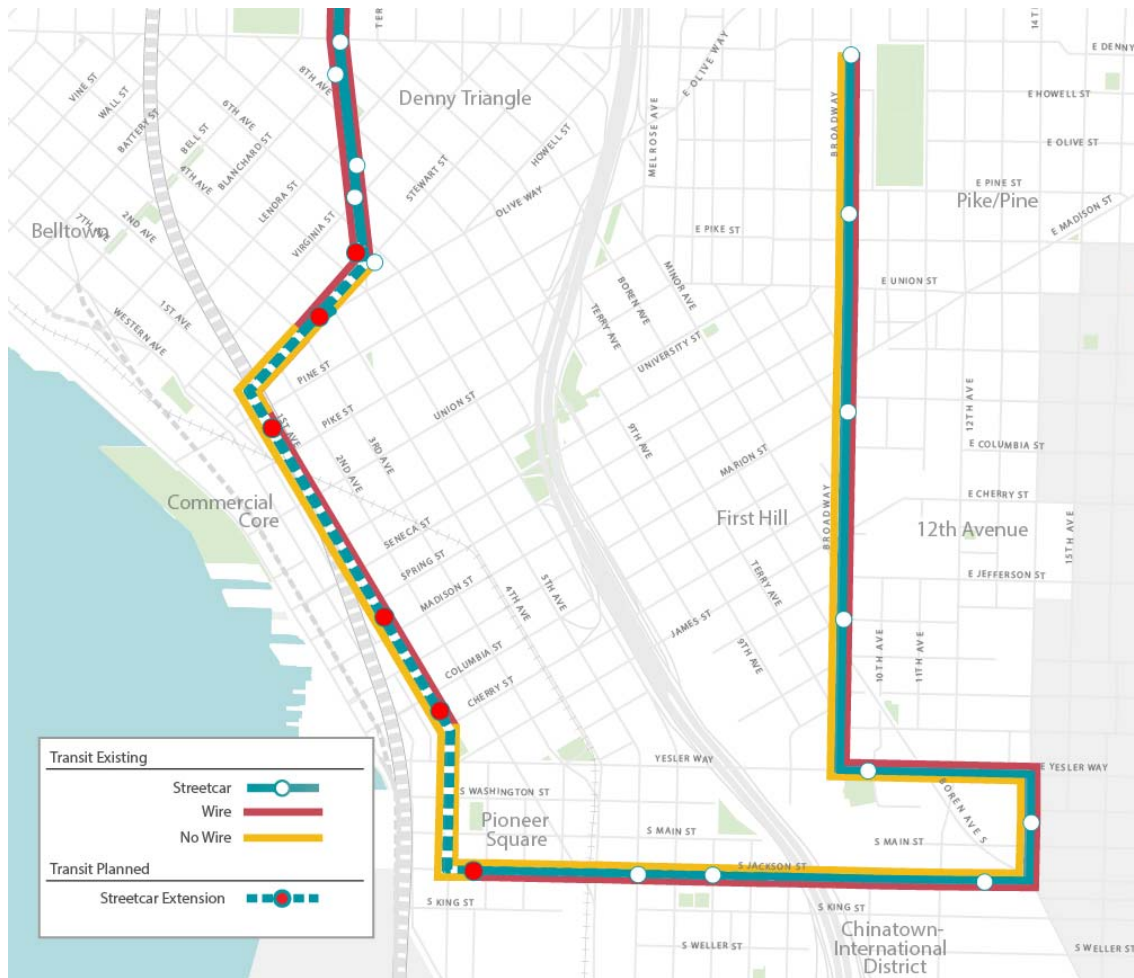 TER
14TH
E DENNY
8TH AVE
Denny Triangle
E OLIVE WAY
VINE ST
WALL ST
BATTERY ST
6TH AVE
BELL ST
BLANCHARD ST
4TH AVE
HOWELL ST
MELROSE AVE
BROADWAY
E HOWELL ST
E OLIVE ST
STEWART ST
LENORA ST
OLIVE WAY
E PINE ST
Pike/Pine
E MADISON ST
7TH AVE
2ND AVE
Belltown
VIRGINIA ST
E PIKE ST
MINOR AVE
BOREN AVE
TERRY AVE
E UNION ST
1ST AVE
WESTERN AVE
UNIVERSITY ST
PINE ST
PIKE ST
UNION ST
12TH AVE
1ST AVE
3RD AVE
2ND AVE
9TH AVE
MARION ST
E COLUMBIA ST
Commercial
Core
First Hill
BROADWAY
E CHERRY ST
12th Avenue
15TH AVE
SENECA ST
SPRING ST
MADISON ST
4TH AVE
5TH AVE
TERRY AVE
E JEFFERSON ST
JAMES ST
9TH AVE
10TH AVE
11TH AVE
COLUMBIA ST
CHERRY ST
YESLER WAY
E YESLER WAY
BOREN AVE S
S WASHINGTON ST
Pioneer
Square
S MAIN ST
S MAIN ST
S JACKSON ST
S KING ST
S KING ST
Chinatown-
International
District
S WELLER ST
S WELLER ST
Transit Existing
Streetcar
Wire
No Wire
Transit Planned
Streetcar Extension